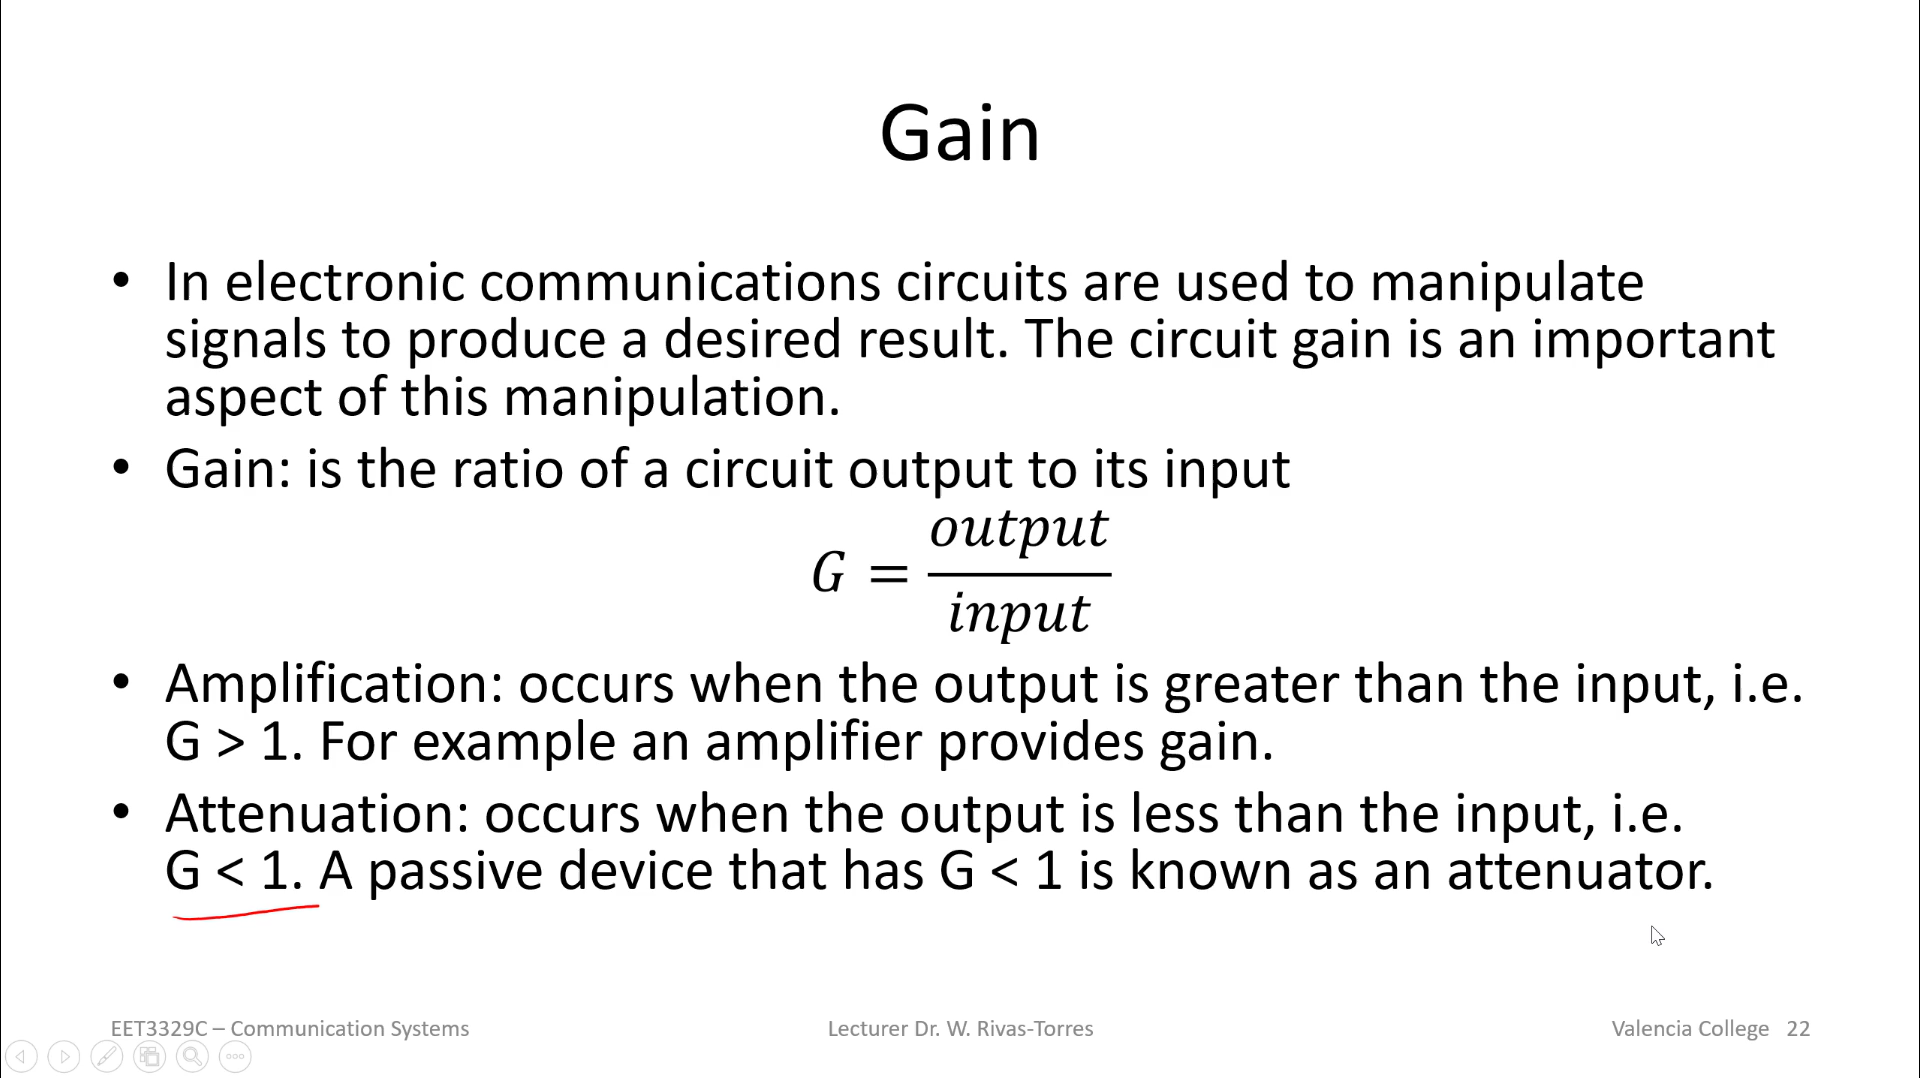 Gain
• In electronic communications circuits are used to manipulate
signals to produce a desired result. The circuit gain is an important
aspect of this manipulation.
• Gain: is the ratio of a circuit output to its input
G = output / input
• Amplification: occurs when the output is greater than the input, i.e.
G > 1. For example an amplifier provides gain.
• Attenuation: occurs when the output is less than the input, i.e.
G < 1. A passive device that has G < 1 is known as an attenuator.
EET3329C – Communication Systems Lecturer Dr. W. Rivas-Torres Valencia College 22